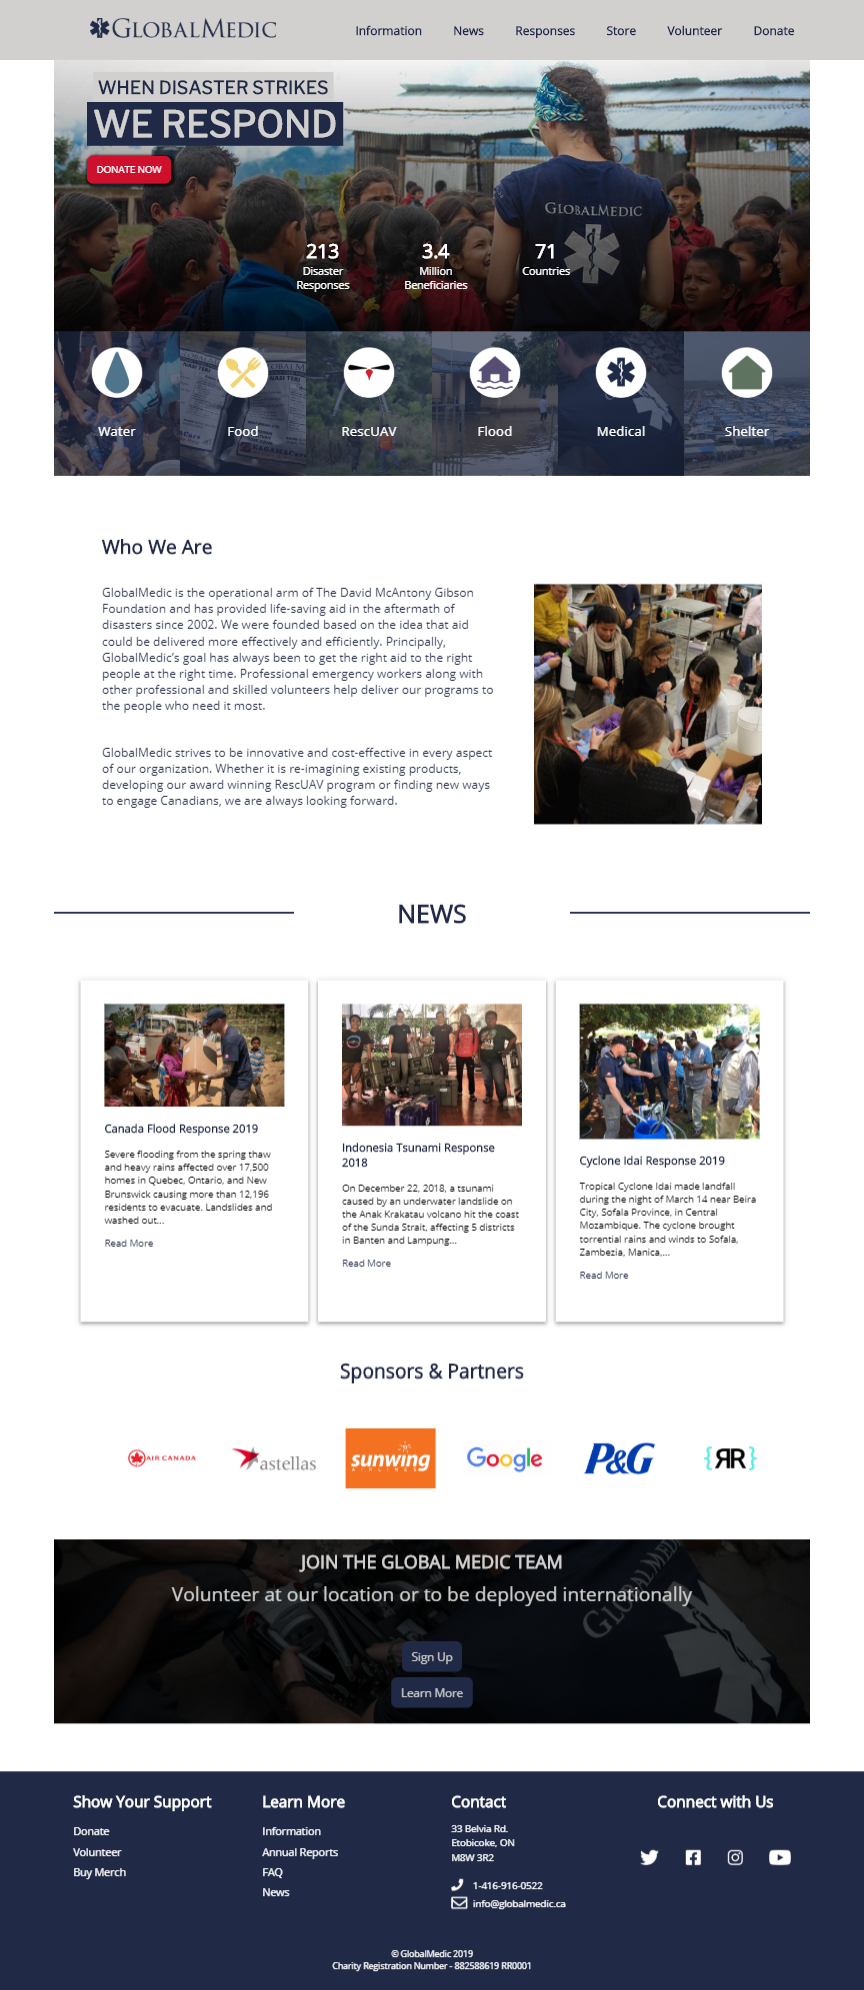 GLOBALMEDIC
Information News Responses Store Volunteer Donate
WHEN DISASTER STRIKES
WE RESPOND
DONATE NOW
GLOBALMEDIC
213 3.4 71
Disaster Million Countries
Responses Beneficiaries
Water Food RescUAV Flood Medical Shelter
Who We Are
GlobalMedic is the operational arm of The David McAntony Gibson
Foundation and has provided life-saving aid in the aftermath of
disasters since 2002. We were founded based on the idea that aid
could be delivered more effectively and efficiently. Principally,
GlobalMedic's goal has always been to get the right aid to the right
people at the right time. Professional emergency workers along with
other professional and skilled volunteers help deliver our programs to
the people who need it most.
GlobalMedic strives to be innovative and cost-effective in every aspect
of our organization. Whether it is re-imagining existing products,
developing our award winning RescUAV program or finding new ways
to engage Canadians, we are always looking forward.
NEWS
Canada Flood Response 2019
Severe flooding from the spring thaw
and heavy rains affected over 17,500
homes in Quebec, Ontario, and New
Brunswick causing more than 12,196
residents to evacuate. Landslides and
washed out...
Read More
Indonesia Tsunami Response
2018
On December 22, 2018, a tsunami
caused by an underwater landslide on
the Anak Krakatau volcano hit the coast
of the Sunda Strait, affecting 5 districts
in Banten and Lampung...
Read More
Cyclone Idai Response 2019
Tropical Cyclone Idai made landfall
during the night of March 14 near Beira
City, Sofala Province, in Central
Mozambique. The cyclone brought
torrential rains and winds to Sofala,
Zambezia, Manica,...
Read More
Sponsors & Partners
AIR CANADA
astellas
sunwing
AIRLINES
Google
P&G
{RR}
JOIN THE GLOBAL MEDIC TEAM
Volunteer at our location or to be deployed internationally
GLOBALMEDIC
Sign Up
Learn More
Show Your Support
Donate
Volunteer
Buy Merch
Learn More
Information
Annual Reports
FAQ
News
Contact
33 Belvia Rd.
Etobicoke, ON
M8W 3R2
1-416-916-0522
info@globalmedic.ca
Connect with Us
© GlobalMedic 2019
Charity Registration Number - 882588619 RR0001